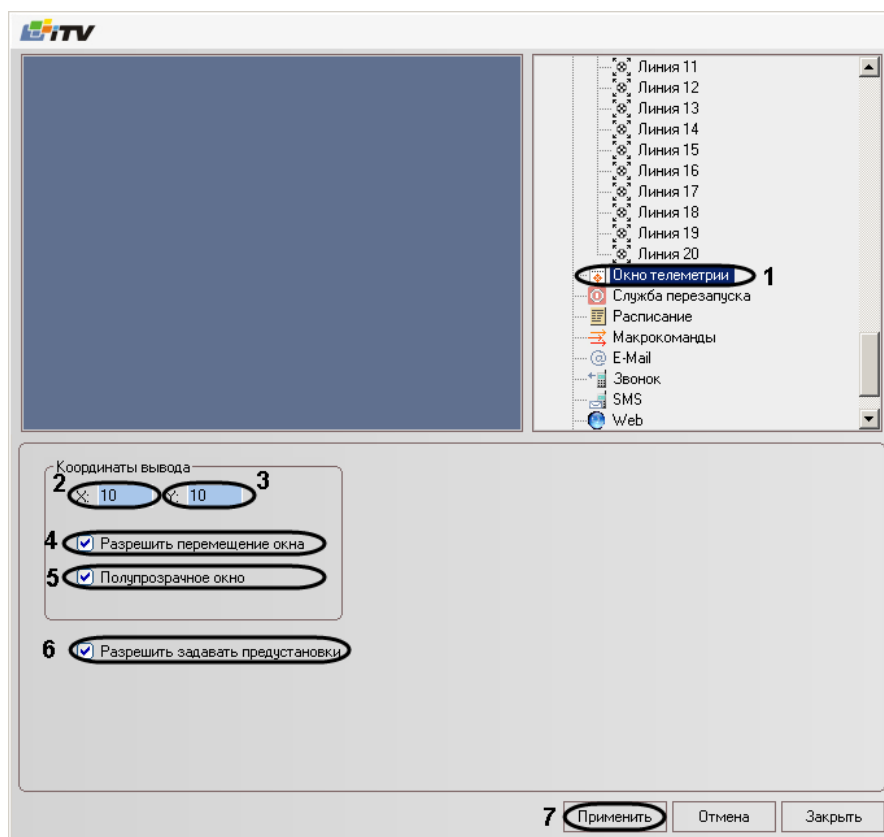 iTV
Линия 11
Линия 12
Линия 13
Линия 14
Линия 15
Линия 16
Линия 17
Линия 18
Линия 19
Линия 20
Окно телеметрии 1
Служба перезапуска
Расписание
Макрокоманды
E-Mail
Звонок
SMS
Web
Координаты вывода
2 X: 10 Y: 10 3
4 Разрешить перемещение окна
5 Полупрозрачное окно
6 Разрешить задавать предустановки
7 Применить Отмена Закрыть